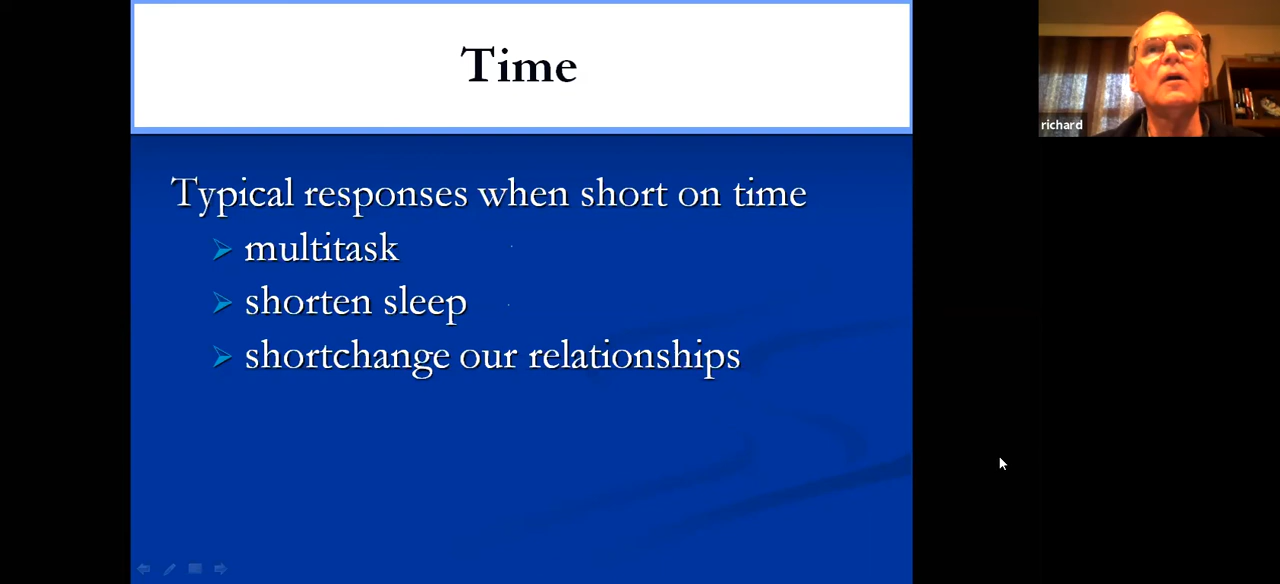 Time
richard
Typical responses when short on time
multitask
shorten sleep
shortchange our relationships